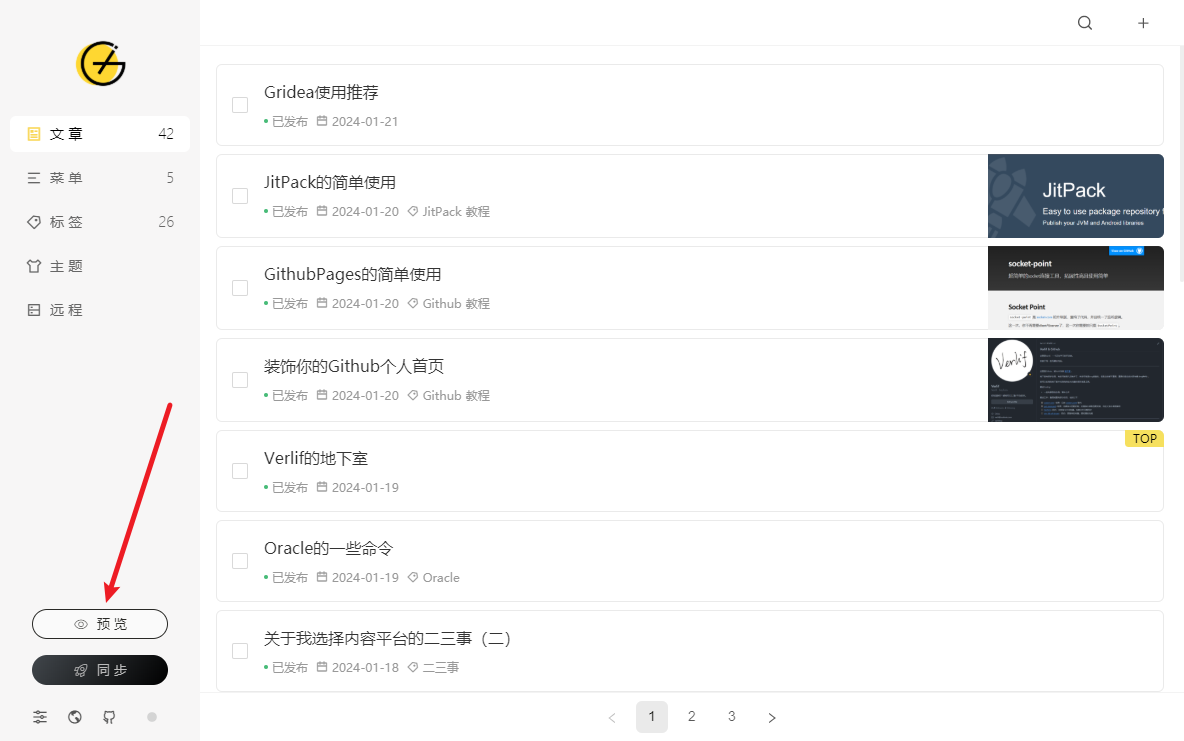 文章 42
菜单 5
标签 26
主题
远程
预览
同步
Gridea使用推荐
已发布 2024-01-21
JitPack的简单使用
已发布 2024-01-20 JitPack 教程
JitPack
Easy to use package repository f
Publish your JVM and Android libraries
GithubPages的简单使用
已发布 2024-01-20 Github 教程
socket-point
Socket Point
装饰你的Github个人首页
已发布 2024-01-20 Github 教程
Verlif
TOP
Verlif的地下室
已发布 2024-01-19
Oracle的一些命令
已发布 2024-01-19 Oracle
关于我选择内容平台的二三事（二）
已发布 2024-01-18 二三事
1 2 3